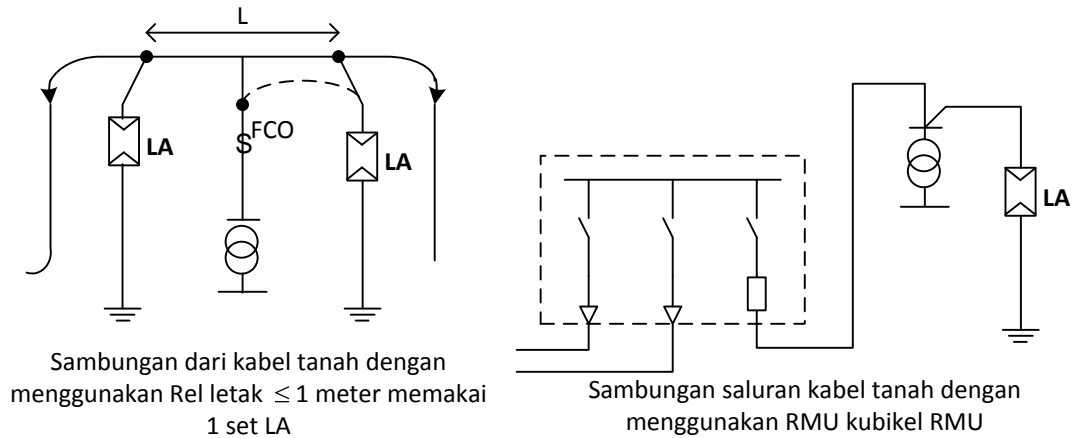 L
FCO
LA
LA
Sambungan dari kabel tanah dengan
menggunakan Rel letak ≤ 1 meter memakai
1 set LA
LA
Sambungan saluran kabel tanah dengan
menggunakan RMU kubikel RMU